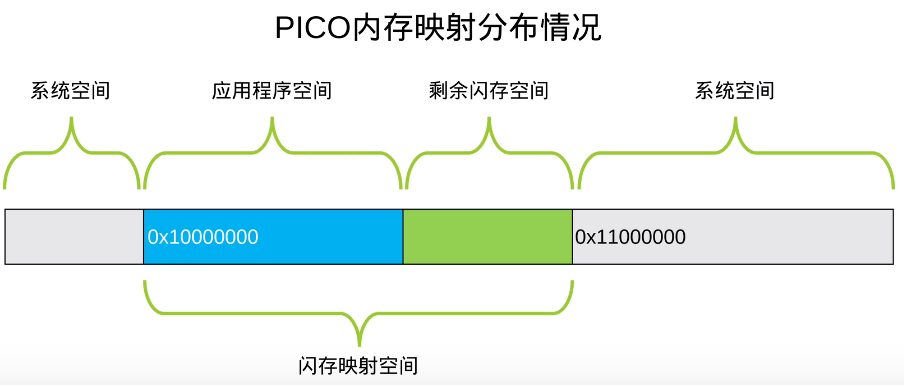 PICO内存映射分布情况
系统空间
应用程序空间
剩余闪存空间
系统空间
0x10000000
0x11000000
闪存映射空间